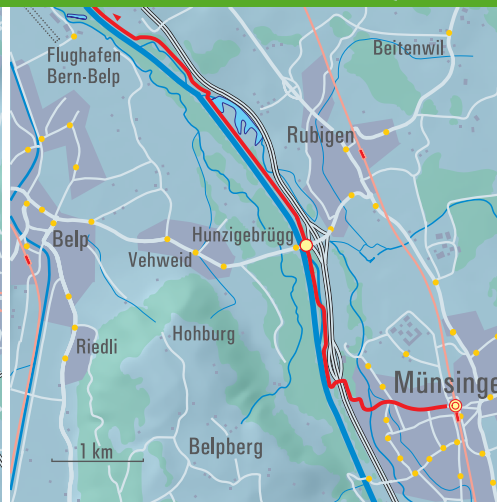 Flughafen
Bern-Belp
Beitenwil
Rubigen
Belp
Hunzigebrügg
Vehweid
Hohburg
Riedli
Münsinge
Belpberg
1 km